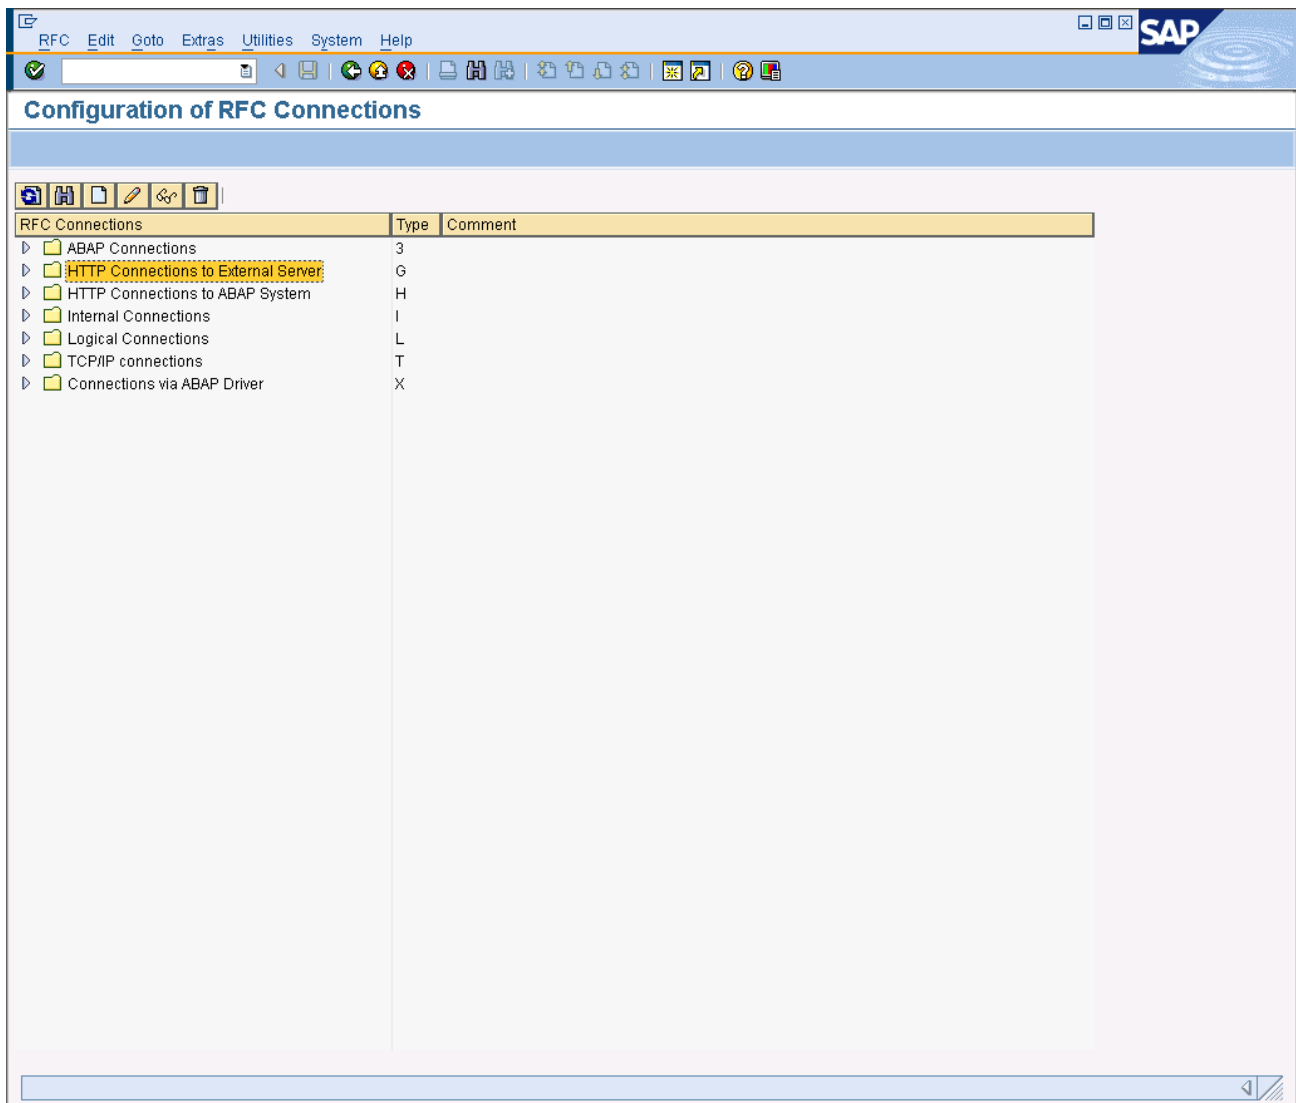 SAP
RFC Edit Goto Extras Utilities System Help
Configuration of RFC Connections
RFC Connections Type Comment
ABAP Connections 3
HTTP Connections to External Server G
HTTP Connections to ABAP System H
Internal Connections I
Logical Connections L
TCP/IP connections T
Connections via ABAP Driver X